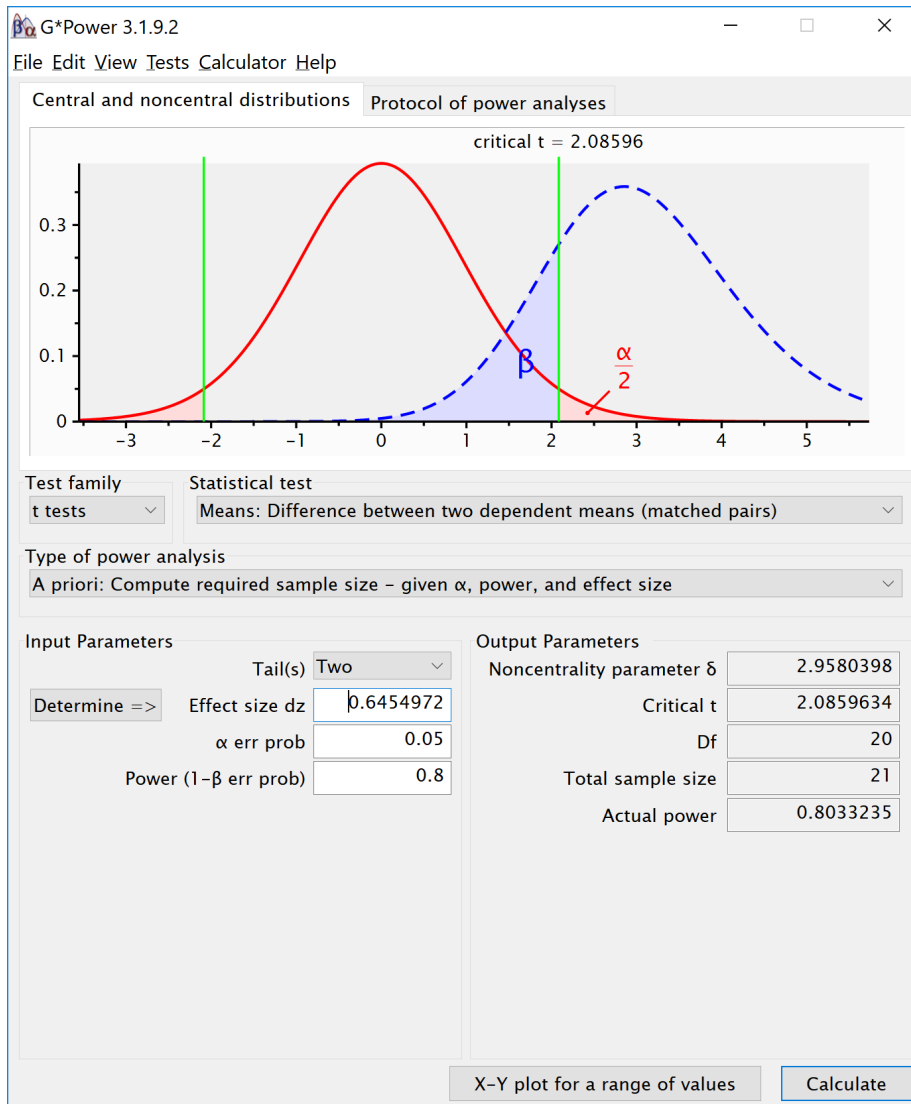 G*Power 3.1.9.2
File Edit View Tests Calculator Help
Central and noncentral distributions Protocol of power analyses
critical t = 2.08596
0.3
0.2
0.1
0
β
α
2
-3 -2 -1 0 1 2 3 4 5
Test family Statistical test
t tests Means: Difference between two dependent means (matched pairs)
Type of power analysis
A priori: Compute required sample size – given α, power, and effect size
Input Parameters Output Parameters
Tail(s) Two Noncentrality parameter δ 2.9580398
Determine => Effect size dz 0.6454972 Critical t 2.0859634
α err prob 0.05 Df 20
Power (1–β err prob) 0.8 Total sample size 21
Actual power 0.8033235
X–Y plot for a range of values Calculate